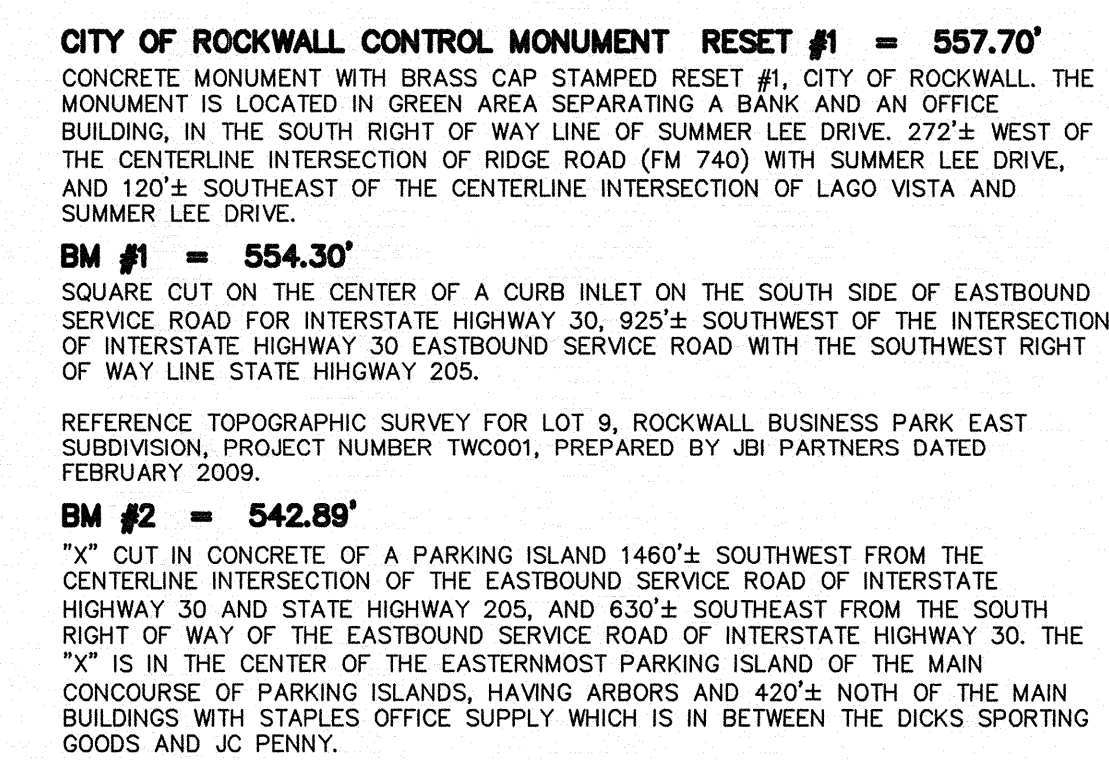 CITY OF ROCKWALL CONTROL MONUMENT RESET #1 = 557.70'
CONCRETE MONUMENT WITH BRASS CAP STAMPED RESET #1, CITY OF ROCKWALL. THE
MONUMENT IS LOCATED IN GREEN AREA SEPARATING A BANK AND AN OFFICE
BUILDING, IN THE SOUTH RIGHT OF WAY LINE OF SUMMER LEE DRIVE. 272'± WEST OF
THE CENTERLINE INTERSECTION OF RIDGE ROAD (FM 740) WITH SUMMER LEE DRIVE,
AND 120'± SOUTHEAST OF THE CENTERLINE INTERSECTION OF LAGO VISTA AND
SUMMER LEE DRIVE.
BM #1 = 554.30'
SQUARE CUT ON THE CENTER OF A CURB INLET ON THE SOUTH SIDE OF EASTBOUND
SERVICE ROAD FOR INTERSTATE HIGHWAY 30, 925'± SOUTHWEST OF THE INTERSECTION
OF INTERSTATE HIGHWAY 30 EASTBOUND SERVICE ROAD WITH THE SOUTHWEST RIGHT
OF WAY LINE STATE HIHGWAY 205.
REFERENCE TOPOGRAPHIC SURVEY FOR LOT 9, ROCKWALL BUSINESS PARK EAST
SUBDIVISION, PROJECT NUMBER TWC001, PREPARED BY JBI PARTNERS DATED
FEBRUARY 2009.
BM #2 = 542.89'
"X" CUT IN CONCRETE OF A PARKING ISLAND 1460'± SOUTHWEST FROM THE
CENTERLINE INTERSECTION OF THE EASTBOUND SERVICE ROAD OF INTERSTATE
HIGHWAY 30 AND STATE HIGHWAY 205, AND 630'± SOUTHEAST FROM THE SOUTH
RIGHT OF WAY OF THE EASTBOUND SERVICE ROAD OF INTERSTATE HIGHWAY 30. THE
"X" IS IN THE CENTER OF THE EASTERNMOST PARKING ISLAND OF THE MAIN
CONCOURSE OF PARKING ISLANDS, HAVING ARBORS AND 420'± NOTH OF THE MAIN
BUILDINGS WITH STAPLES OFFICE SUPPLY WHICH IS IN BETWEEN THE DICKS SPORTING
GOODS AND JC PENNY.